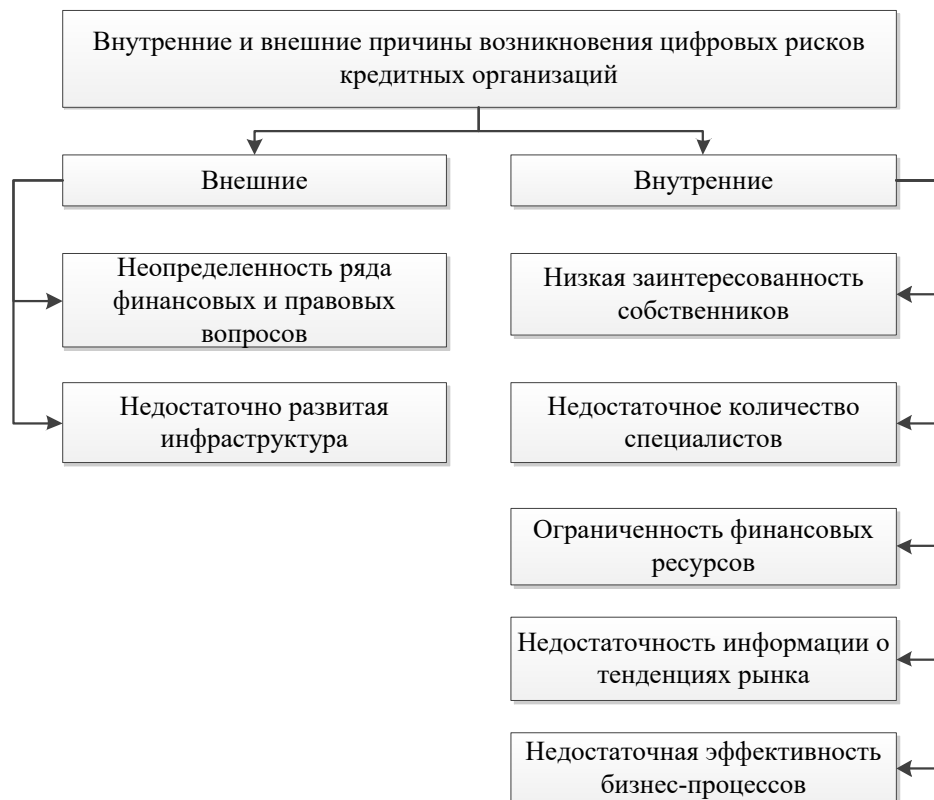 Внутренние и внешние причины возникновения цифровых рисков
кредитных организаций
Внешние
Внутренние
Неопределенность ряда
финансовых и правовых
вопросов
Низкая заинтересованность
собственников
Недостаточно развитая
инфраструктура
Недостаточное количество
специалистов
Ограниченность финансовых
ресурсов
Недостаточность информации о
тенденциях рынка
Недостаточная эффективность
бизнес-процессов